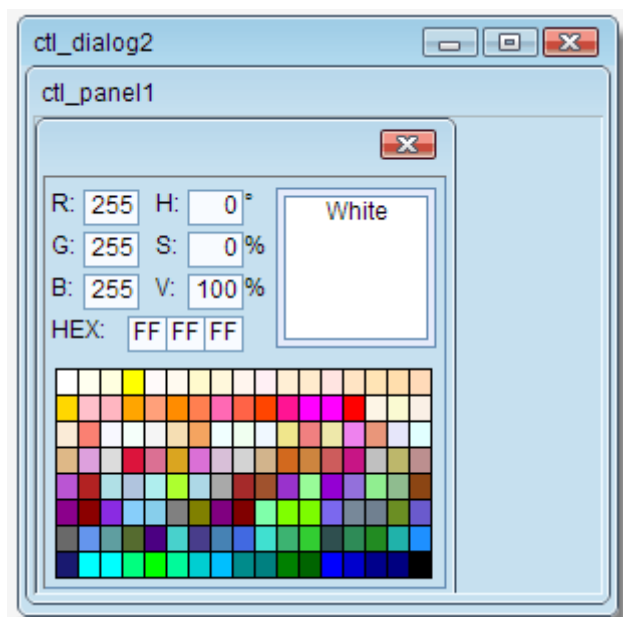 ctl_dialog2
ctl_panel1
R: 255 H: 0 °
G: 255 S: 0 %
B: 255 V: 100 %
HEX: FF FF FF
White